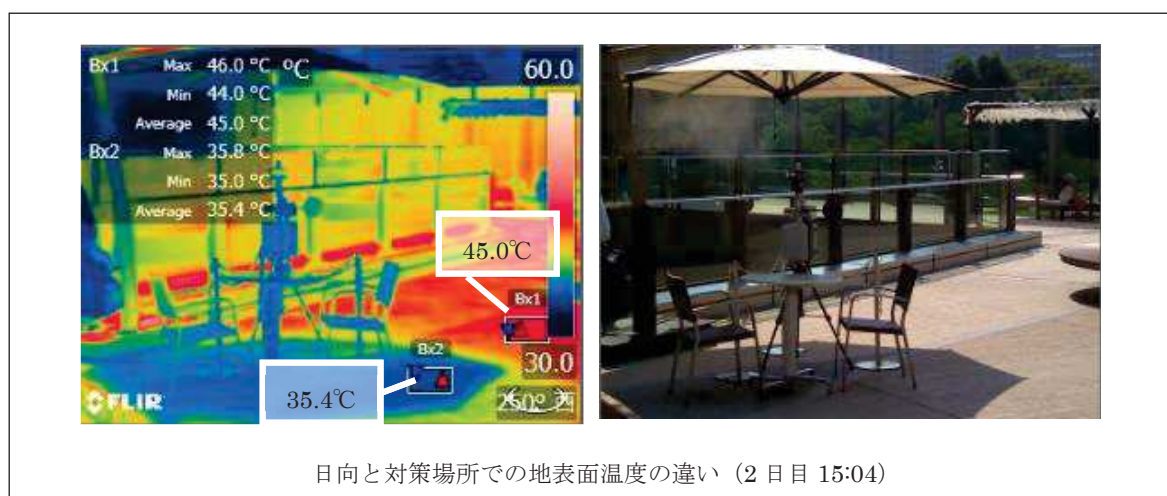 Bx1 Max 46.0 °C °C 60.0
Min 44.0 °C
Average 45.0 °C
Bx2 Max 35.8 °C
Min 35.0 °C
Average 35.4 °C
45.0℃
Bx1
Bx2
30.0
35.4℃
FLIR
250° 西
日向と対策場所での地表面温度の違い（2 日目 15:04）